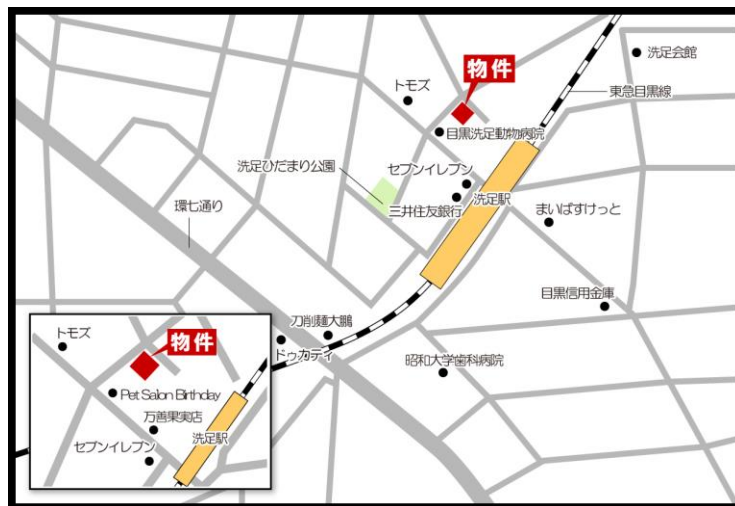 洗足会館
物件
トモズ
東急目黒線
目黒洗足動物病院
洗足ひだまり公園
セブンイレブン
三井住友銀行
洗足駅
環七通り
まいばすけっと
目黒信用金庫
刀削麺大鵬
ドゥカティ
昭和大学歯科病院
トモズ
物件
Pet Salon Birthday
万善果実店
セブンイレブン
洗足駅